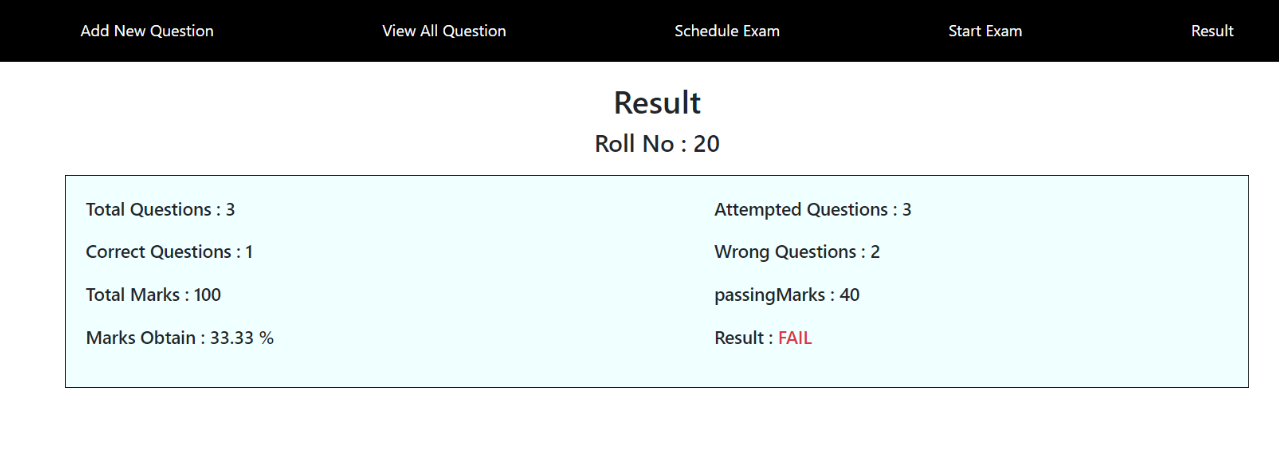 Add New Question View All Question Schedule Exam Start Exam Result
Result
Roll No : 20
Total Questions : 3 Attempted Questions : 3
Correct Questions : 1 Wrong Questions : 2
Total Marks : 100 passingMarks : 40
Marks Obtain : 33.33 % Result : FAIL